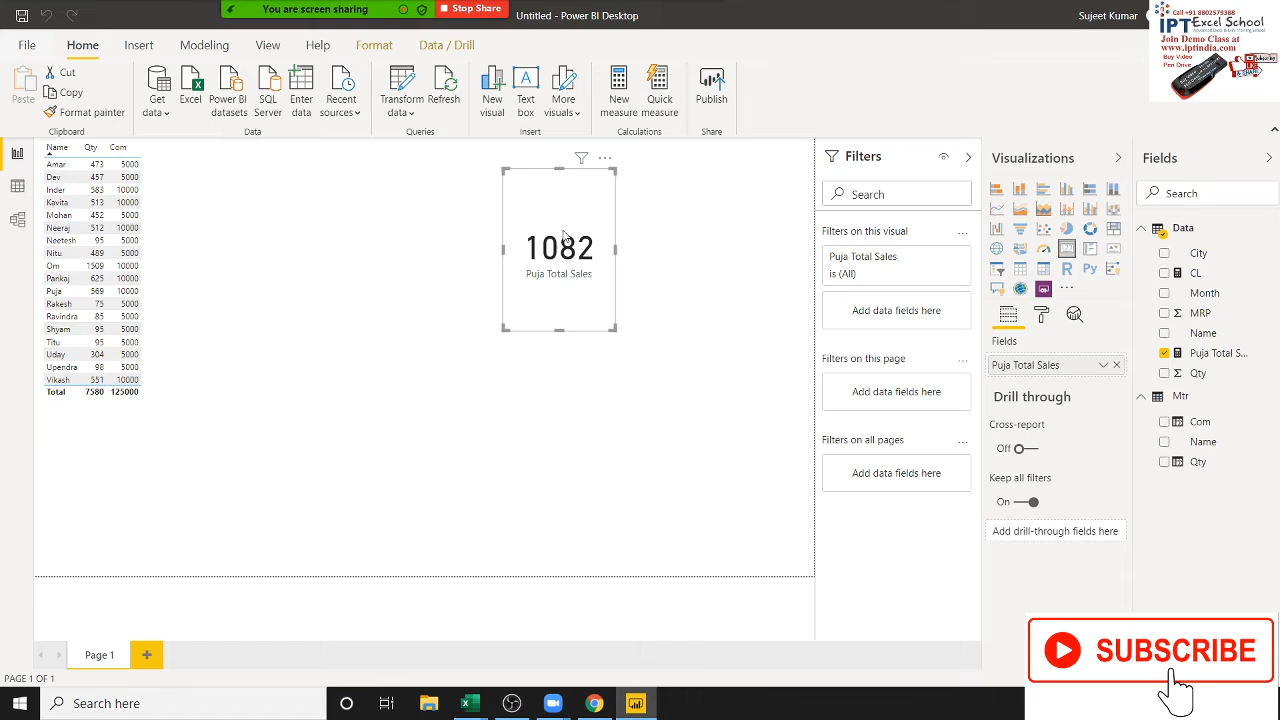 You are screen sharing
Stop Share
Untitled - Power BI Desktop
Sujeet Kumar
Call +91 8802579388
IPT Excel School
Join Demo Class at
www.iptindia.com
Buy Video
Pen Drive
File
Home
Insert
Modeling
View
Help
Format
Data / Drill
Paste
Cut
Copy
Format painter
Clipboard
Get data
Excel
Power BI datasets
SQL Server
Enter data
Recent sources
Data
Transform data
Refresh
Queries
New visual
Text box
More visuals
Insert
New measure
Quick measure
Calculations
Publish
Share
Name Qty Com
Amar 473 5000
Dev 457 5000
Inder 583 10000
Kavita 513 10000
Mohan 452 5000
Neeraj 512 10000
Neetesh 95 5000
Nitu 489 5000
Om 1509 10000
Pankaj 625 10000
Puja 569 10000
Rakesh 75 5000
Ravindra 85 5000
Shyam 95 5000
Titu 95 5000
Uday 304 5000
Upendra 98 5000
Vikash 551 10000
Total 7580 125000
1082
Puja Total Sales
Filters
Search
Filters on this visual
Puja Total Sales
is (All)
Add data fields here
Filters on this page
Add data fields here
Filters on all pages
Add data fields here
Visualizations
R
Py
Fields
Puja Total Sales
Drill through
Cross-report
Off
Keep all filters
On
Add drill-through fields here
Fields
Search
Data
City
CL
Month
MRP
Name
Puja Total S...
Qty
Mtr
Com
Name
Qty
Page 1
PAGE 1 OF 1
SUBSCRIBE
Search here